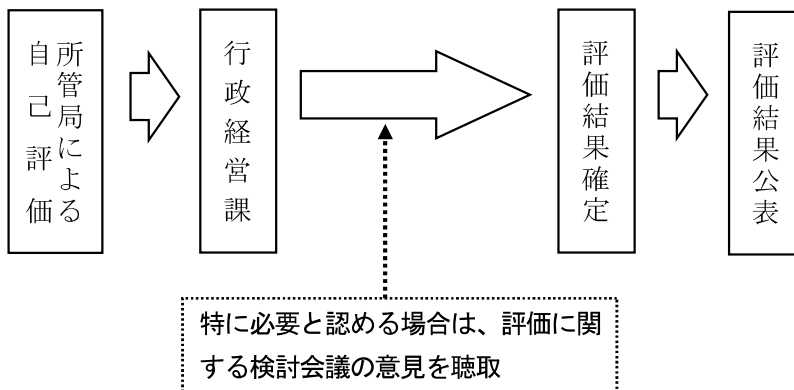 所管局による
自己評価
行政経営課
評価結果確定
評価結果公表
特に必要と認める場合は、評価に関
する検討会議の意見を聴取